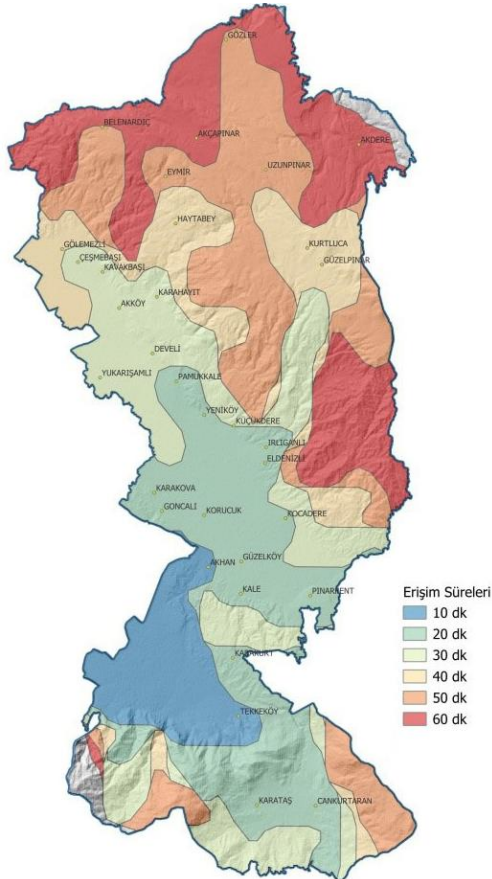 GÖZLER
BELENARDIÇ
AKÇAPINAR
AKDERE
EYMİR
UZUNPINAR
HAYTABEY
GÖLEMEZLİ
KURTLUCA
ÇEŞMEBAŞI
GÜZELPINAR
KAVAKBAŞI
KARAHAYIT
AKKÖY
DEVELİ
YUKARIŞAMLI
PAMUKKALE
YENİKÖY
KÜÇÜKDERE
IRLIGANLI
ELDENİZLİ
KARAKOVA
GONCALI
KORUCUK
KOCADERE
AKHAN
GÜZELKÖY
KALE
PINARKENT
Erişim Süreleri
10 dk
20 dk
30 dk
40 dk
50 dk
60 dk
KARAKURT
TEKKEKÖY
KARATAŞ
CANKURTARAN